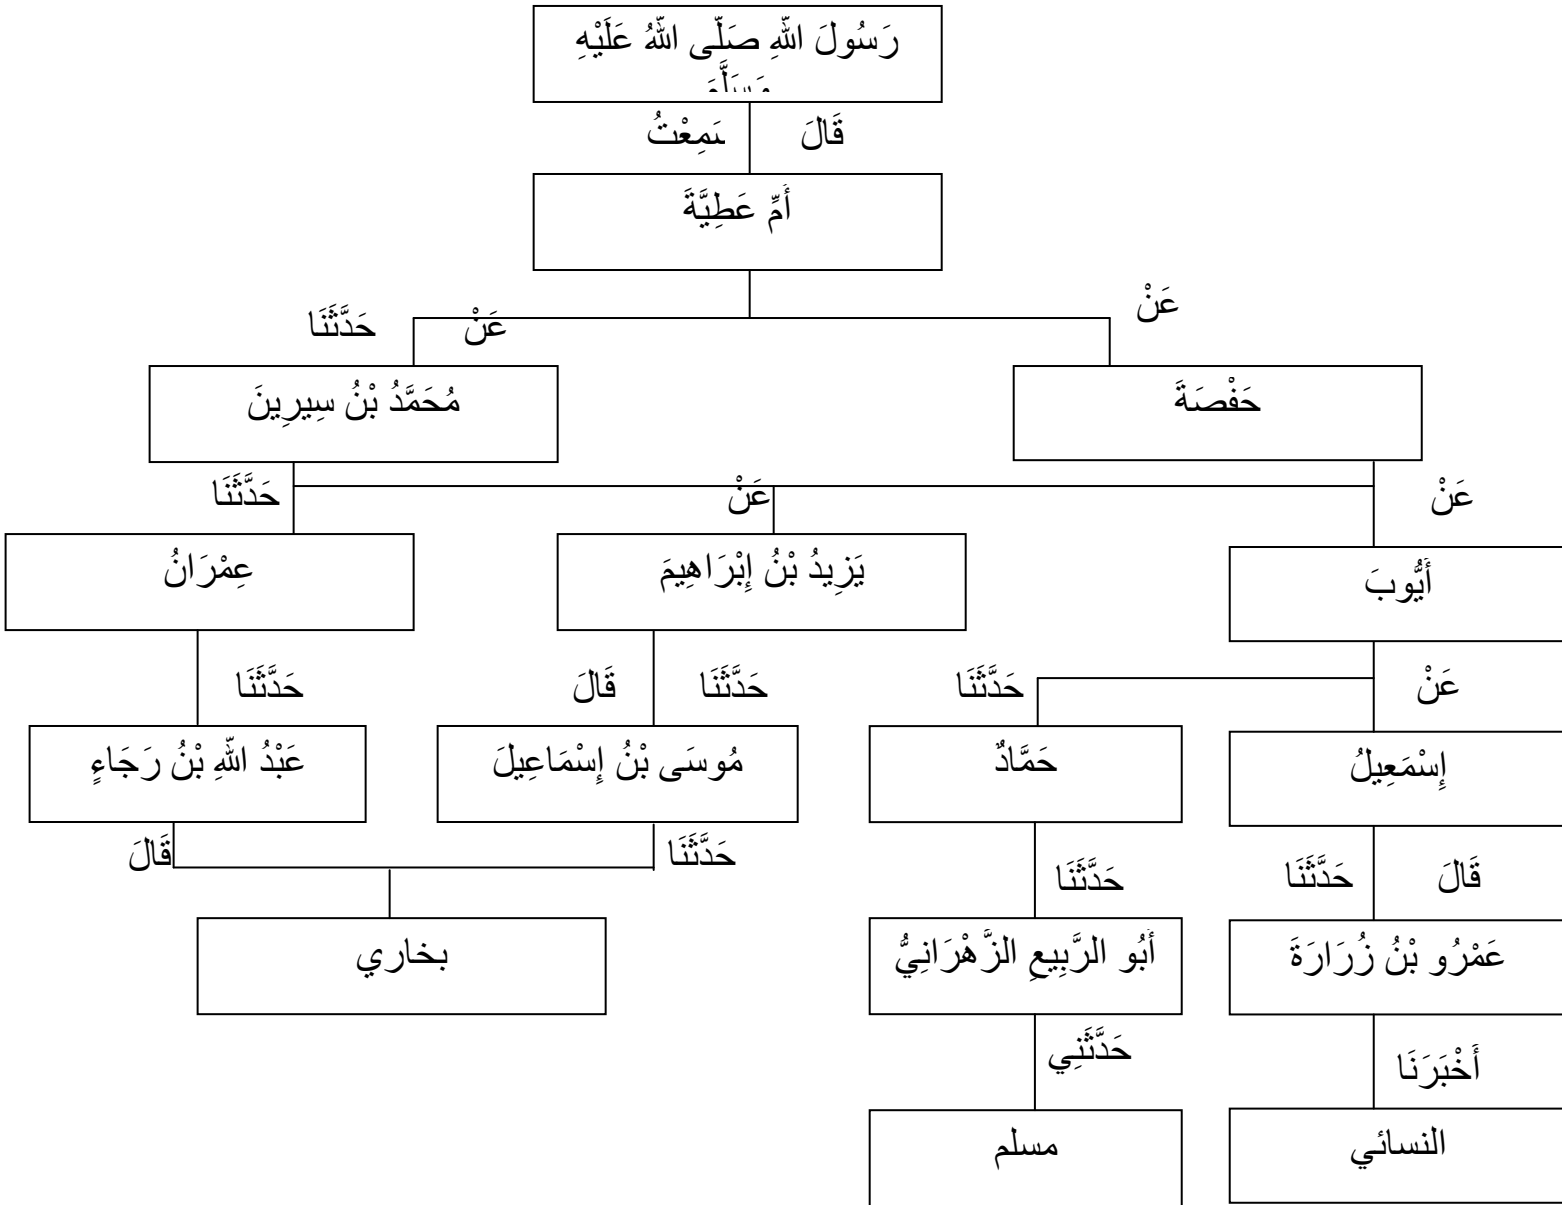 رَسُولَ اللَّهِ صَلَّى اللَّهُ عَلَيْهِ
وَسَلَّمَ
قَالَ سَمِعْتُ
أُمِّ عَطِيَّةَ
عَنْ
عَنْ حَدَّثَنَا
حَفْصَةَ مُحَمَّدُ بْنُ سِيرِينَ
عَنْ عَنْ حَدَّثَنَا
أَيُّوبَ يَزِيدُ بْنُ إِبْرَاهِيمَ عِمْرَانُ
عَنْ حَدَّثَنَا حَدَّثَنَا قَالَ حَدَّثَنَا
إِسْمَعِيلُ حَمَّادٌ مُوسَى بْنُ إِسْمَاعِيلَ عَبْدُ اللَّهِ بْنُ رَجَاءٍ
قَالَ حَدَّثَنَا حَدَّثَنَا حَدَّثَنَا قَالَ
عَمْرُو بْنُ زُرَارَةَ أَبُو الرَّبِيعِ الزَّهْرَانِيُّ بخاري
أَخْبَرَنَا حَدَّثَنِي
النسائي مسلم